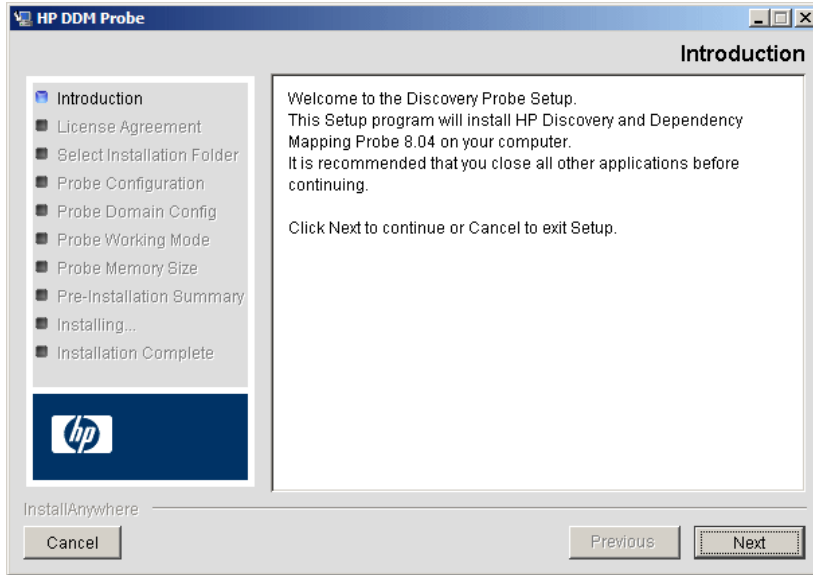 HP DDM Probe
Introduction
Introduction
License Agreement
Select Installation Folder
Probe Configuration
Probe Domain Config
Probe Working Mode
Probe Memory Size
Pre-Installation Summary
Installing...
Installation Complete
hp
Welcome to the Discovery Probe Setup.
This Setup program will install HP Discovery and Dependency
Mapping Probe 8.04 on your computer.
It is recommended that you close all other applications before
continuing.
Click Next to continue or Cancel to exit Setup.
InstallAnywhere
Cancel
Previous
Next